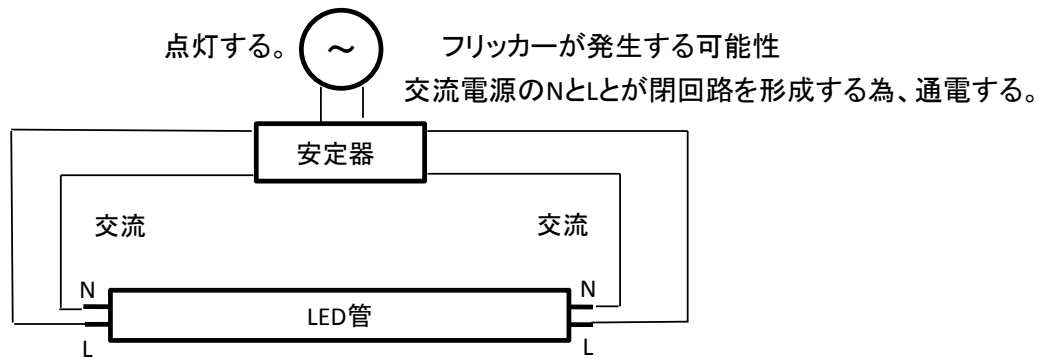 点灯する。
～
フリッカーが発生する可能性
交流電源のNとLとが閉回路を形成する為、通電する。
安定器
交流
交流
N
N
LED管
L
L